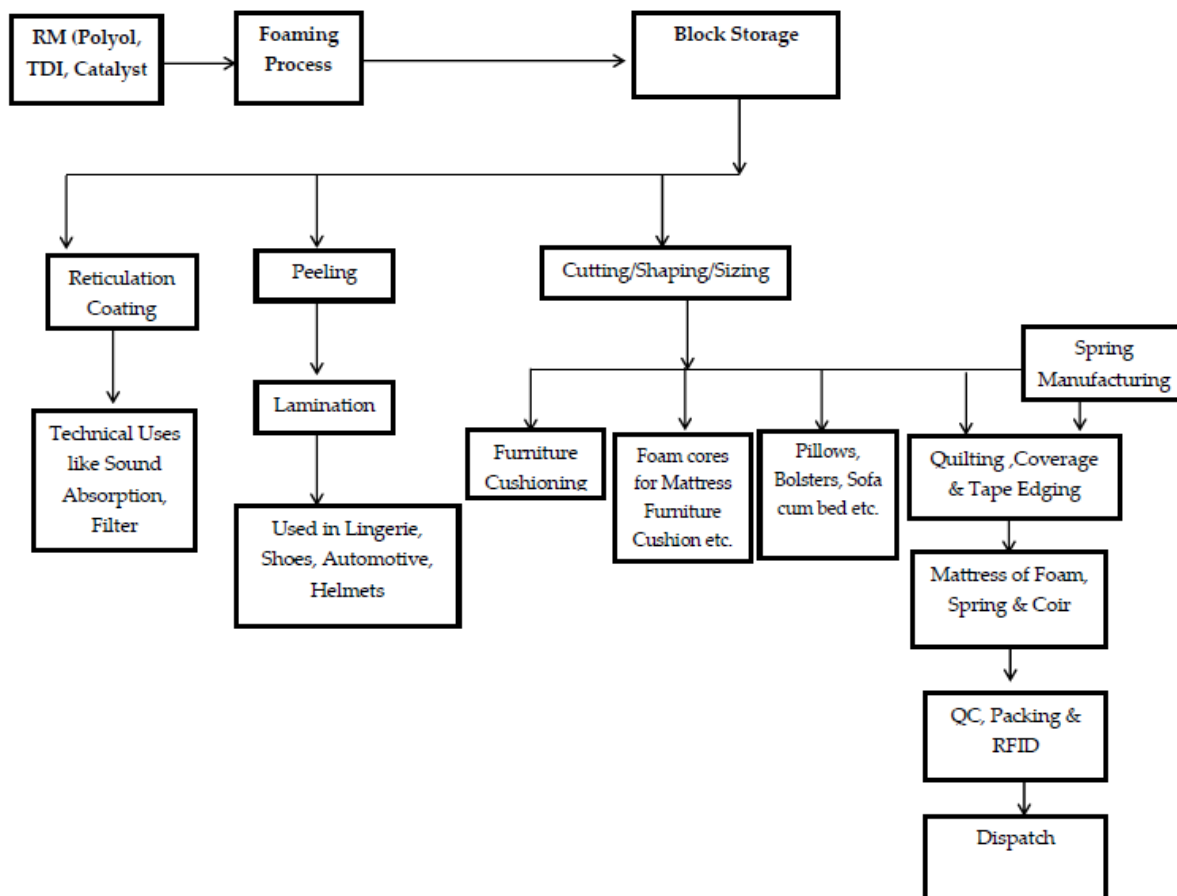 RM (Polyol,
TDI, Catalyst
Foaming
Process
Block Storage
Reticulation
Coating
Peeling
Cutting/Shaping/Sizing
Spring
Manufacturing
Technical Uses
like Sound
Absorption,
Filter
Lamination
Furniture
Cushioning
Foam cores
for Mattress
Furniture
Cushion etc.
Pillows,
Bolsters, Sofa
cum bed etc.
Quilting ,Coverage
& Tape Edging
Used in Lingerie,
Shoes, Automotive,
Helmets
Mattress of Foam,
Spring & Coir
QC, Packing &
RFID
Dispatch